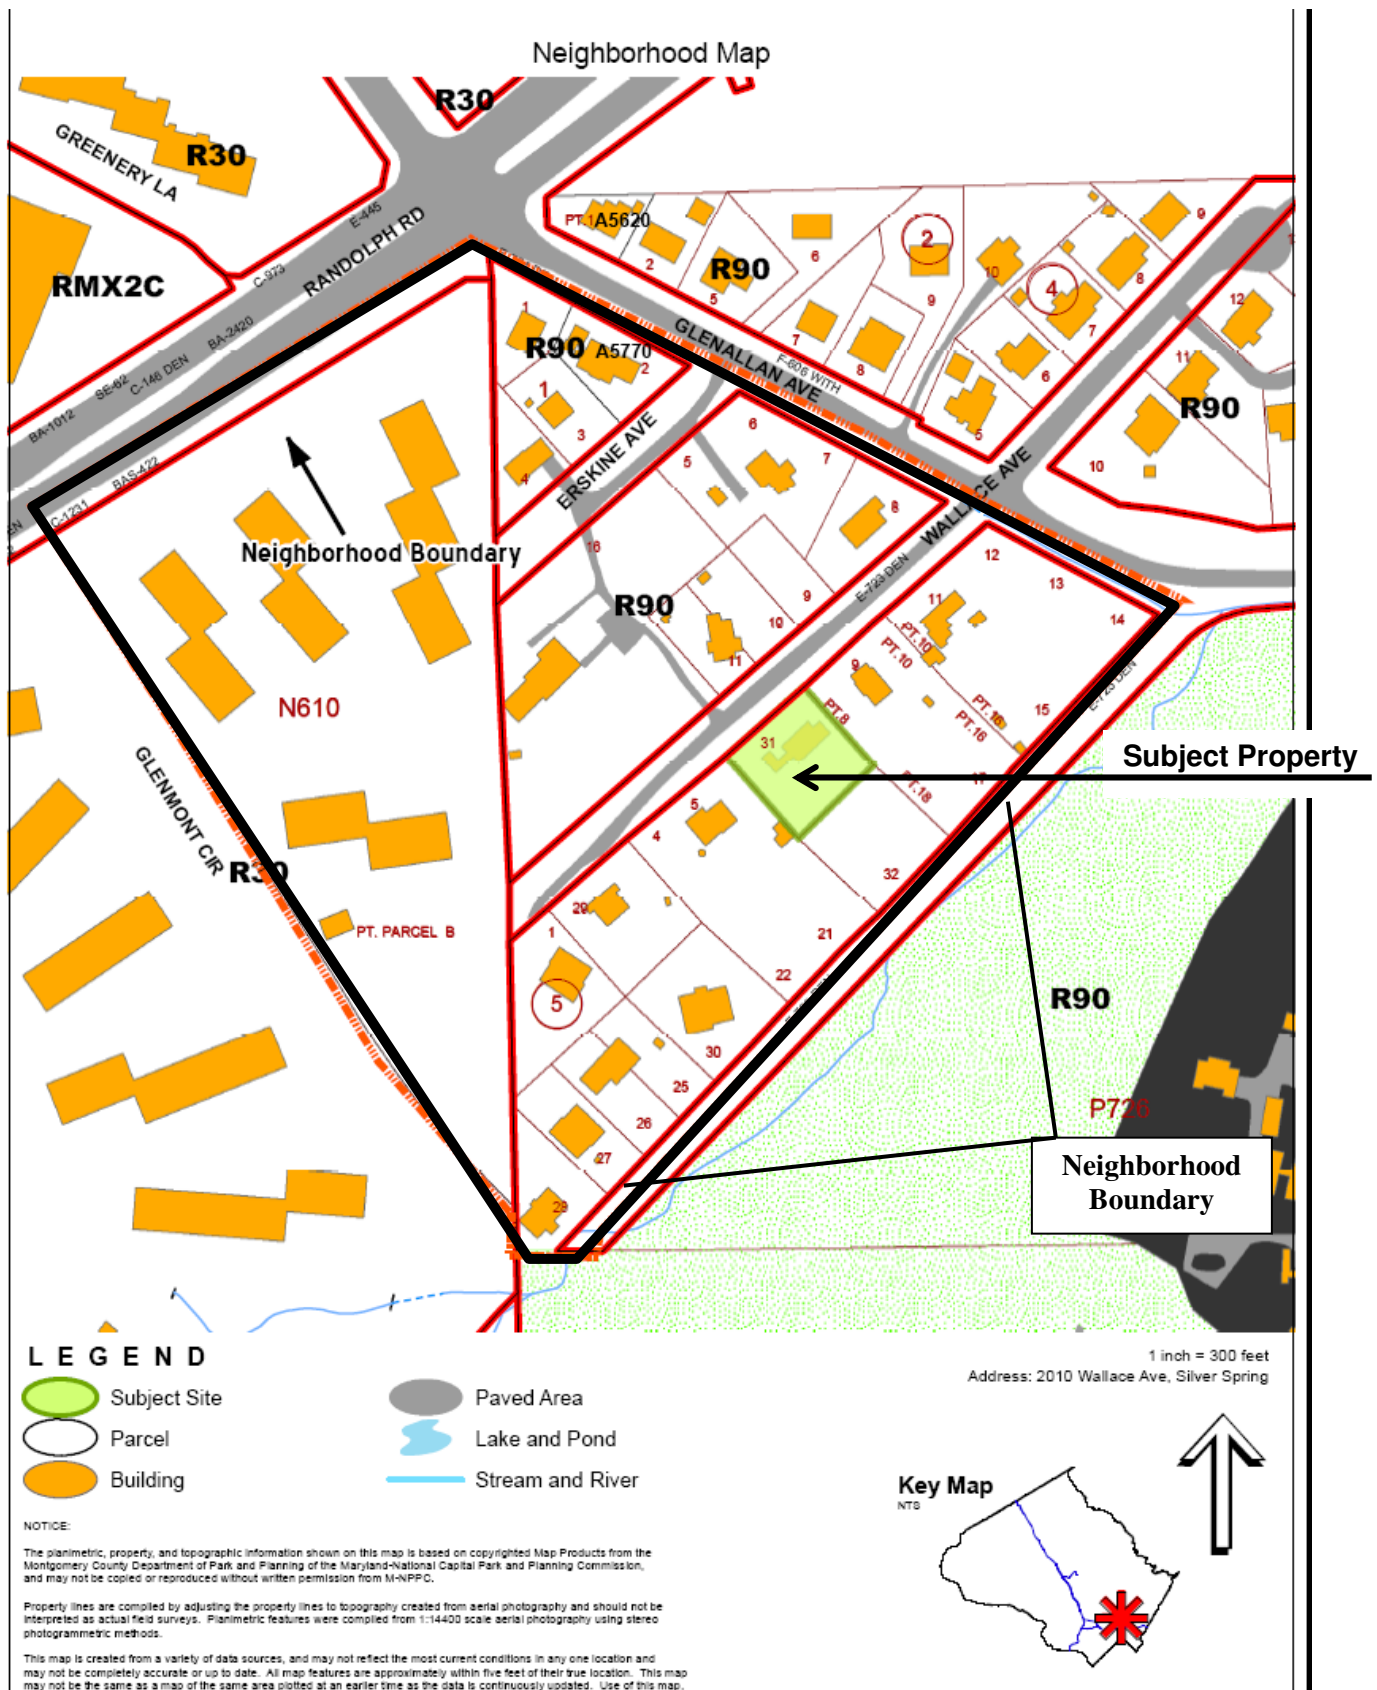 Neighborhood Map
R30
GREENERY LA
R30
E-445
RANDOLPH RD
C-973
RMX2C
BA-2420
C-146 DEN
SE-62
BA-1012
BAS-422
C-1231
PT.1
A5620
2
R90
5
6
2
9
10
4
9
8
7
6
5
7
8
12
11
R90
10
GLENALLAN AVE
F-606 WITH
1
R90
A5770
2
1
3
4
ERSKINE AVE
5
6
7
8
WALLACE AVE
E-723 DEN
16
R90
9
10
11
Neighborhood Boundary
N610
GLENMONT CIR
R30
PT. PARCEL B
12
13
14
11
PT.10
PT.10
9
PT.8
PT.16
PT.16
15
E-723 DEN
31
PT.18
Subject Property
5
4
32
29
1
21
22
5
30
25
26
27
28
R90
P726
Neighborhood
Boundary
LEGEND
Subject Site
Parcel
Building
Paved Area
Lake and Pond
Stream and River
1 inch = 300 feet
Address: 2010 Wallace Ave, Silver Spring
Key Map
NTS
NOTICE:
The planimetric, property, and topographic information shown on this map is based on copyrighted Map Products from the
Montgomery County Department of Park and Planning of the Maryland-National Capital Park and Planning Commission,
and may not be copied or reproduced without written permission from M-NPPC.
Property lines are compiled by adjusting the property lines to topography created from aerial photography and should not be
interpreted as actual field surveys. Planimetric features were compiled from 1:14400 scale aerial photography using stereo
photogrammetric methods.
This map is created from a variety of data sources, and may not reflect the most current conditions in any one location and
may not be completely accurate or up to date. All map features are approximately within five feet of their true location. This map
may not be the same as a map of the same area plotted at an earlier time as the data is continuously updated. Use of this map,